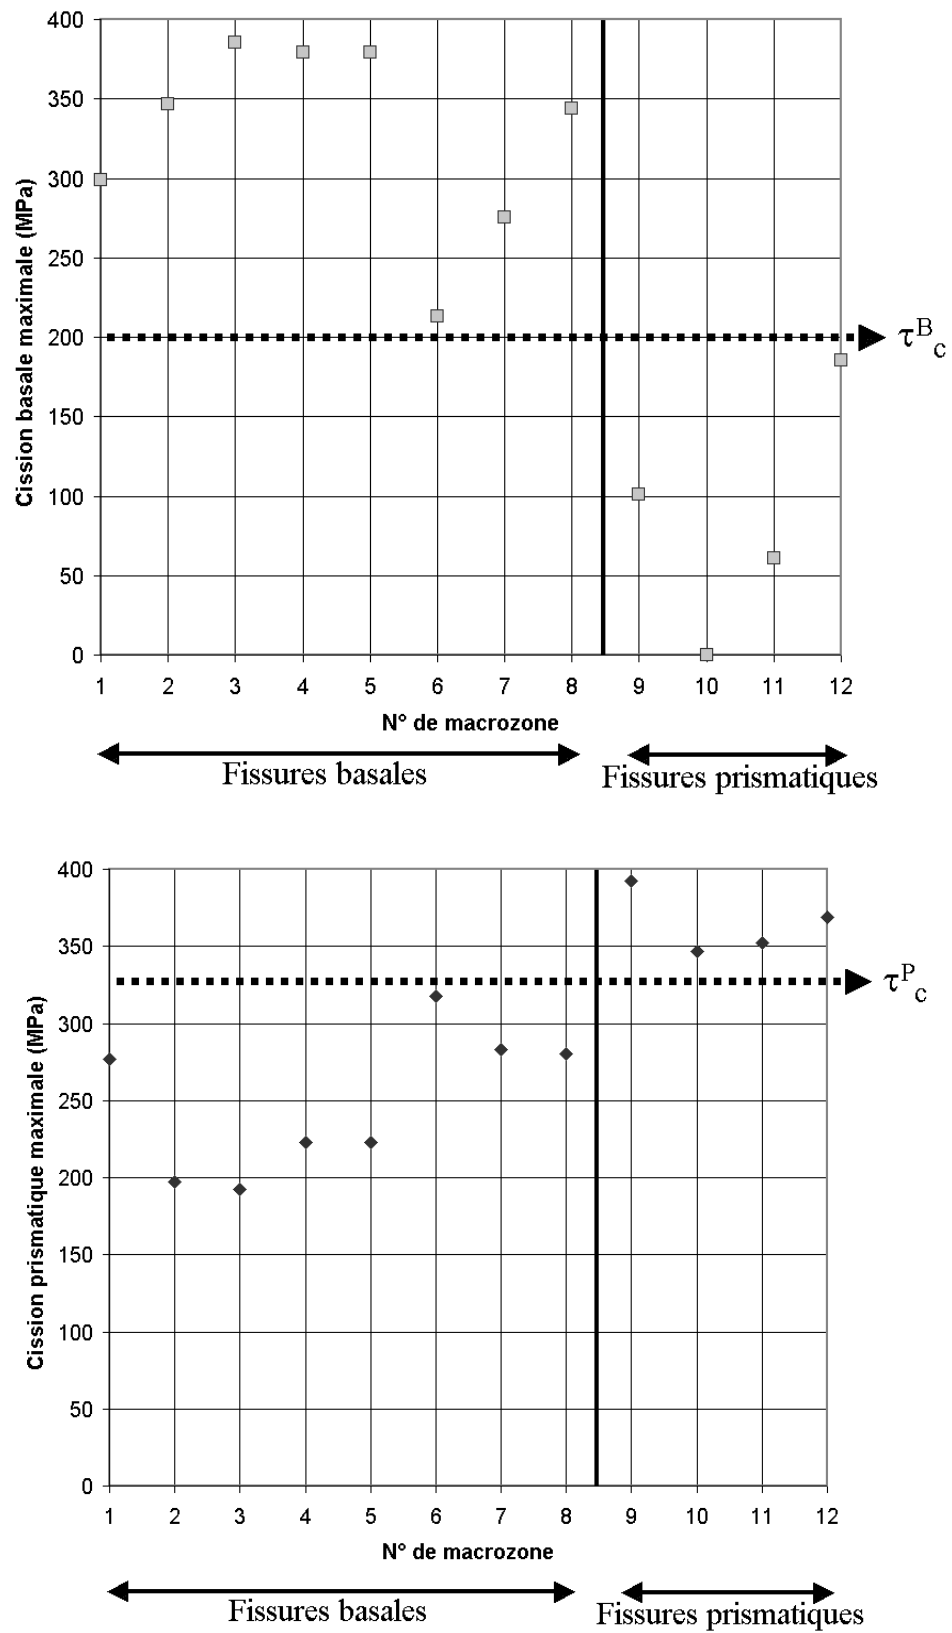 400
350
300
250
200
150
100
50
0
Cission basale maximale (MPa)
τᴮc
1 2 3 4 5 6 7 8 9 10 11 12
N° de macrozone
Fissures basales Fissures prismatiques
400
350
300
250
200
150
100
50
0
Cission prismatique maximale (MPa)
τᴾc
1 2 3 4 5 6 7 8 9 10 11 12
N° de macrozone
Fissures basales Fissures prismatiques